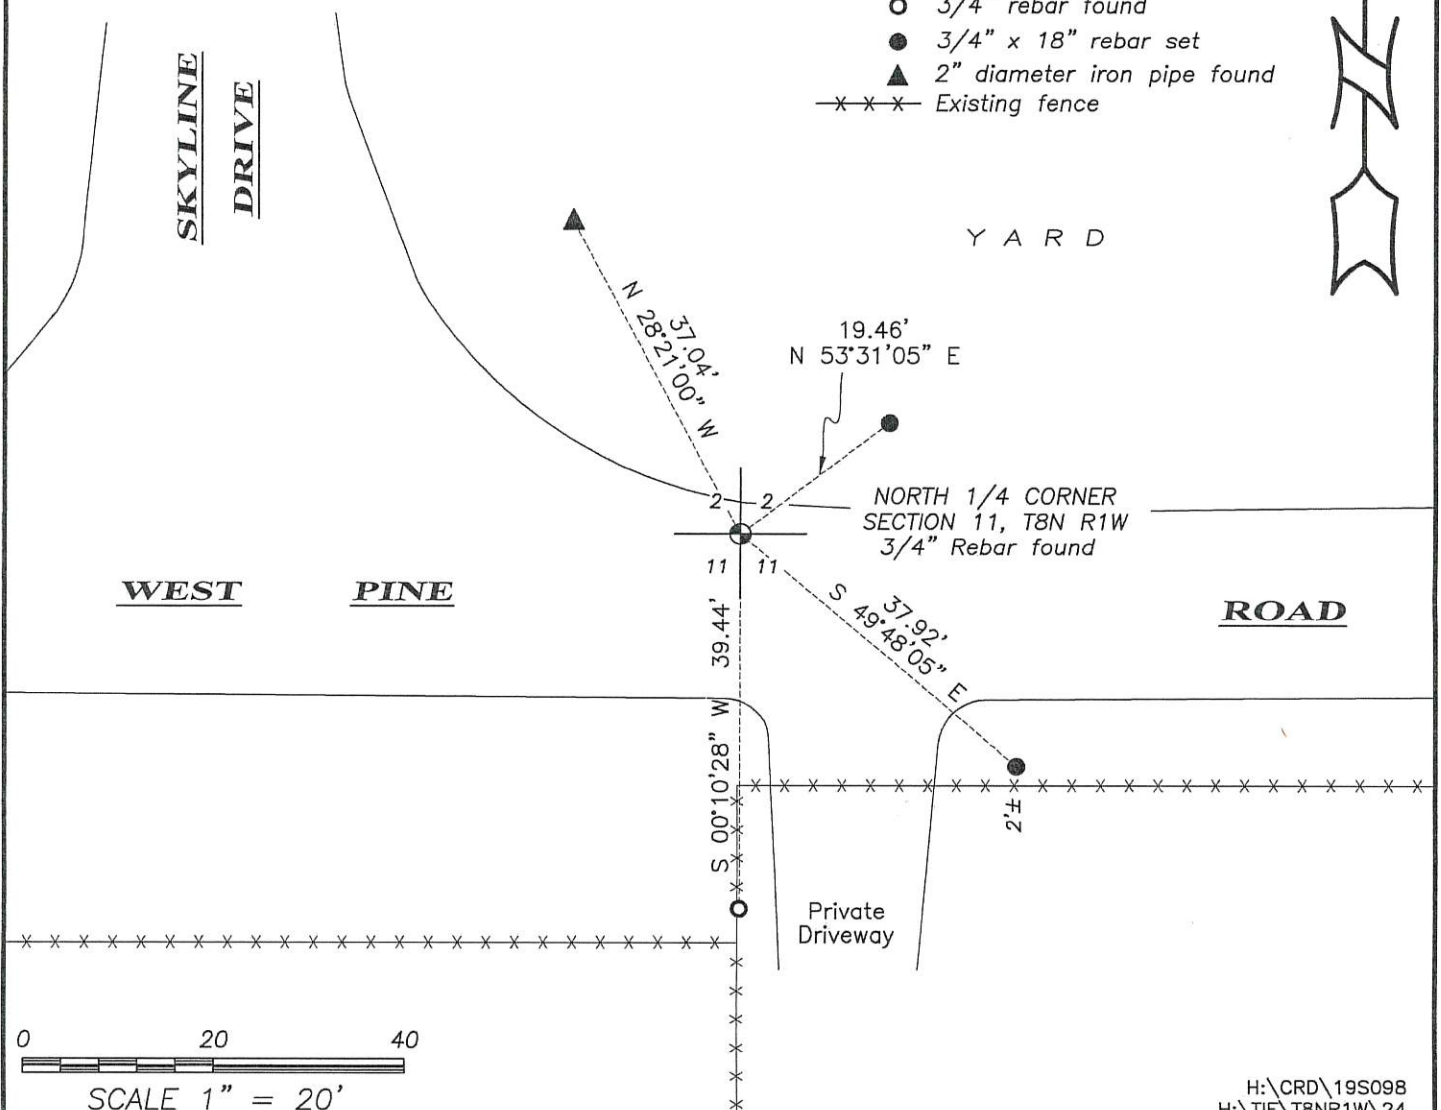 3/4" rebar found
3/4" x 18" rebar set
2" diameter iron pipe found
Existing fence
SKYLINE
DRIVE
YARD
N
37.04'
N 28°21'00" W
19.46'
N 53°31'05" E
2 2
11 11
NORTH 1/4 CORNER
SECTION 11, T8N R1W
3/4" Rebar found
WEST PINE ROAD
S 00°10'28" W 39.44'
37.92'
S 49°48'05" E
2'±
Private
Driveway
0 20 40
SCALE 1" = 20'
H:\CRD\19S098
H:\TIE\T8NR1W\24